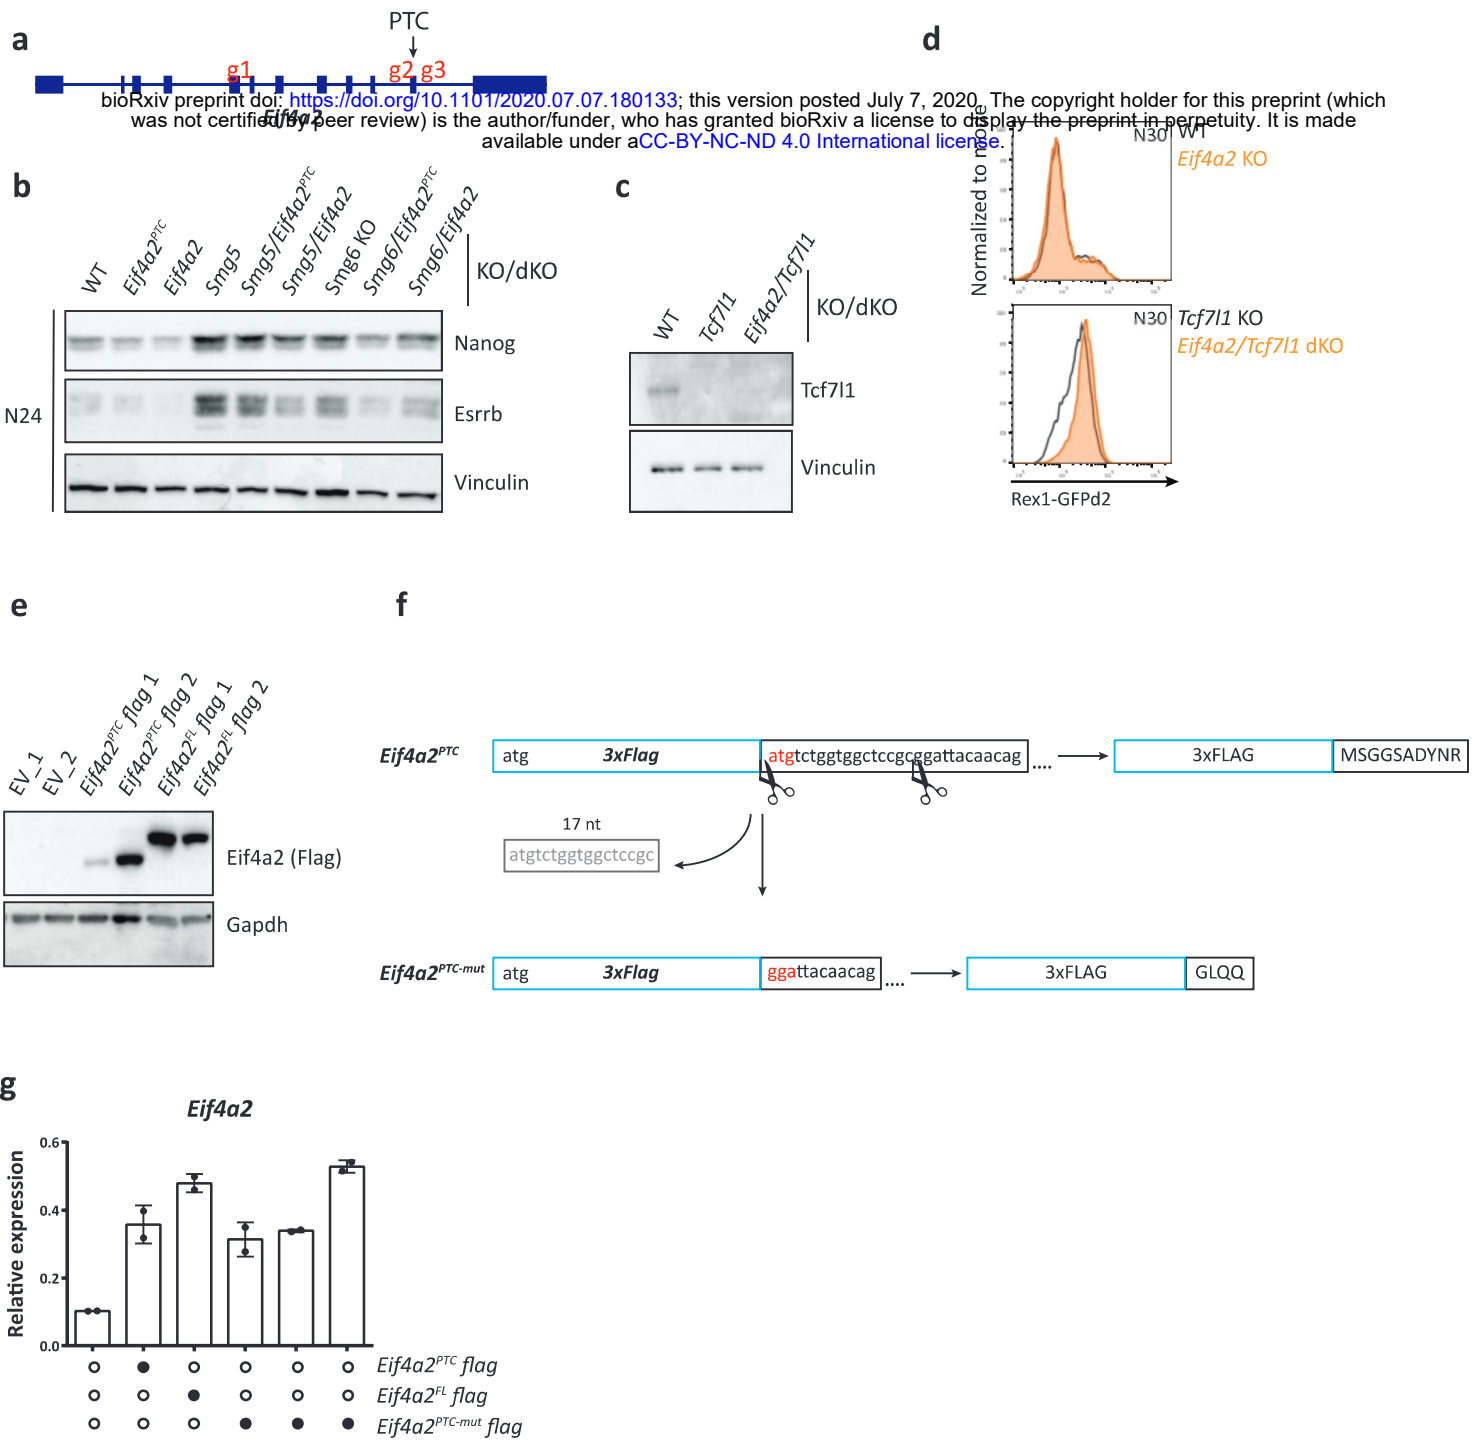 a
PTC
g1
g2
g3
Eif4a2
bioRxiv preprint doi: https://doi.org/10.1101/2020.07.07.180133; this version posted July 7, 2020. The copyright holder for this preprint (which
was not certified by peer review) is the author/funder, who has granted bioRxiv a license to display the preprint in perpetuity. It is made
available under aCC-BY-NC-ND 4.0 International license.
b
WT
Eif4a2PTC
Eif4a2
Smg5
Smg5/Eif4a2PTC
Smg5/Eif4a2
Smg6 KO
Smg6/Eif4a2PTC
Smg6/Eif4a2
KO/dKO
N24
Nanog
Esrrb
Vinculin
c
WT
Tcf7l1
Eif4a2/Tcf7l1
KO/dKO
Tcf7l1
Vinculin
d
Normalized to mode
N30
WT
Eif4a2 KO
N30
Tcf7l1 KO
Eif4a2/Tcf7l1 dKO
Rex1-GFPd2
e
EV_1
EV_2
Eif4a2PTC flag 1
Eif4a2PTC flag 2
Eif4a2FL flag 1
Eif4a2FL flag 2
Eif4a2 (Flag)
Gapdh
f
Eif4a2PTC
atg 3xFlag atgtctggtggctccgcggattacaacag ....
3xFLAG MSGGSADYNR
17 nt
atgtctggtggctccgc
Eif4a2PTC-mut
atg 3xFlag ggattacaacag ....
3xFLAG GLQQ
g
Eif4a2
Relative expression
0.6
0.4
0.2
0.0
Eif4a2PTC flag
Eif4a2FL flag
Eif4a2PTC-mut flag